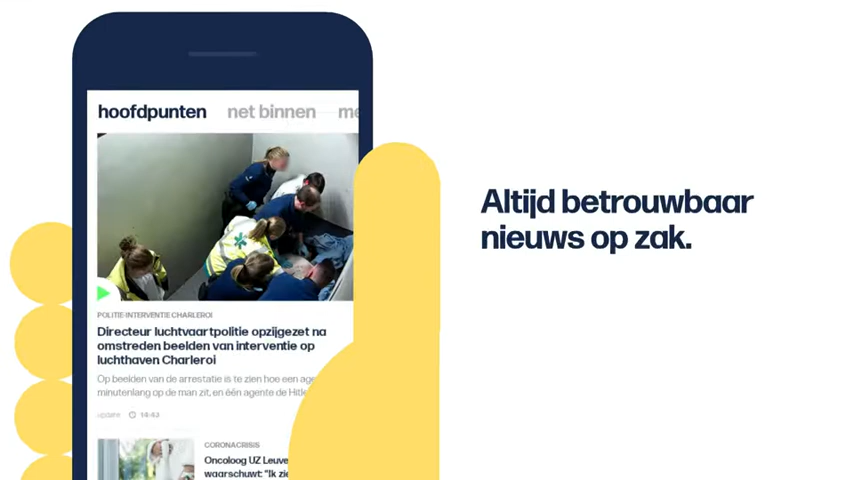 hoofdpunten net binnen me
POLITIE-INTERVENTIE CHARLEROI
Directeur luchtvaartpolitie opzijgezet na
omstreden beelden van interventie op
luchthaven Charleroi
Op beelden van de arrestatie is te zien hoe een age
minutenlang op de man zit, en één agente de Hitle
update
CORONACRISIS
Oncoloog UZ Leuve
waarschuwt: "Ik zie
Altijd betrouwbaar
nieuws op zak.